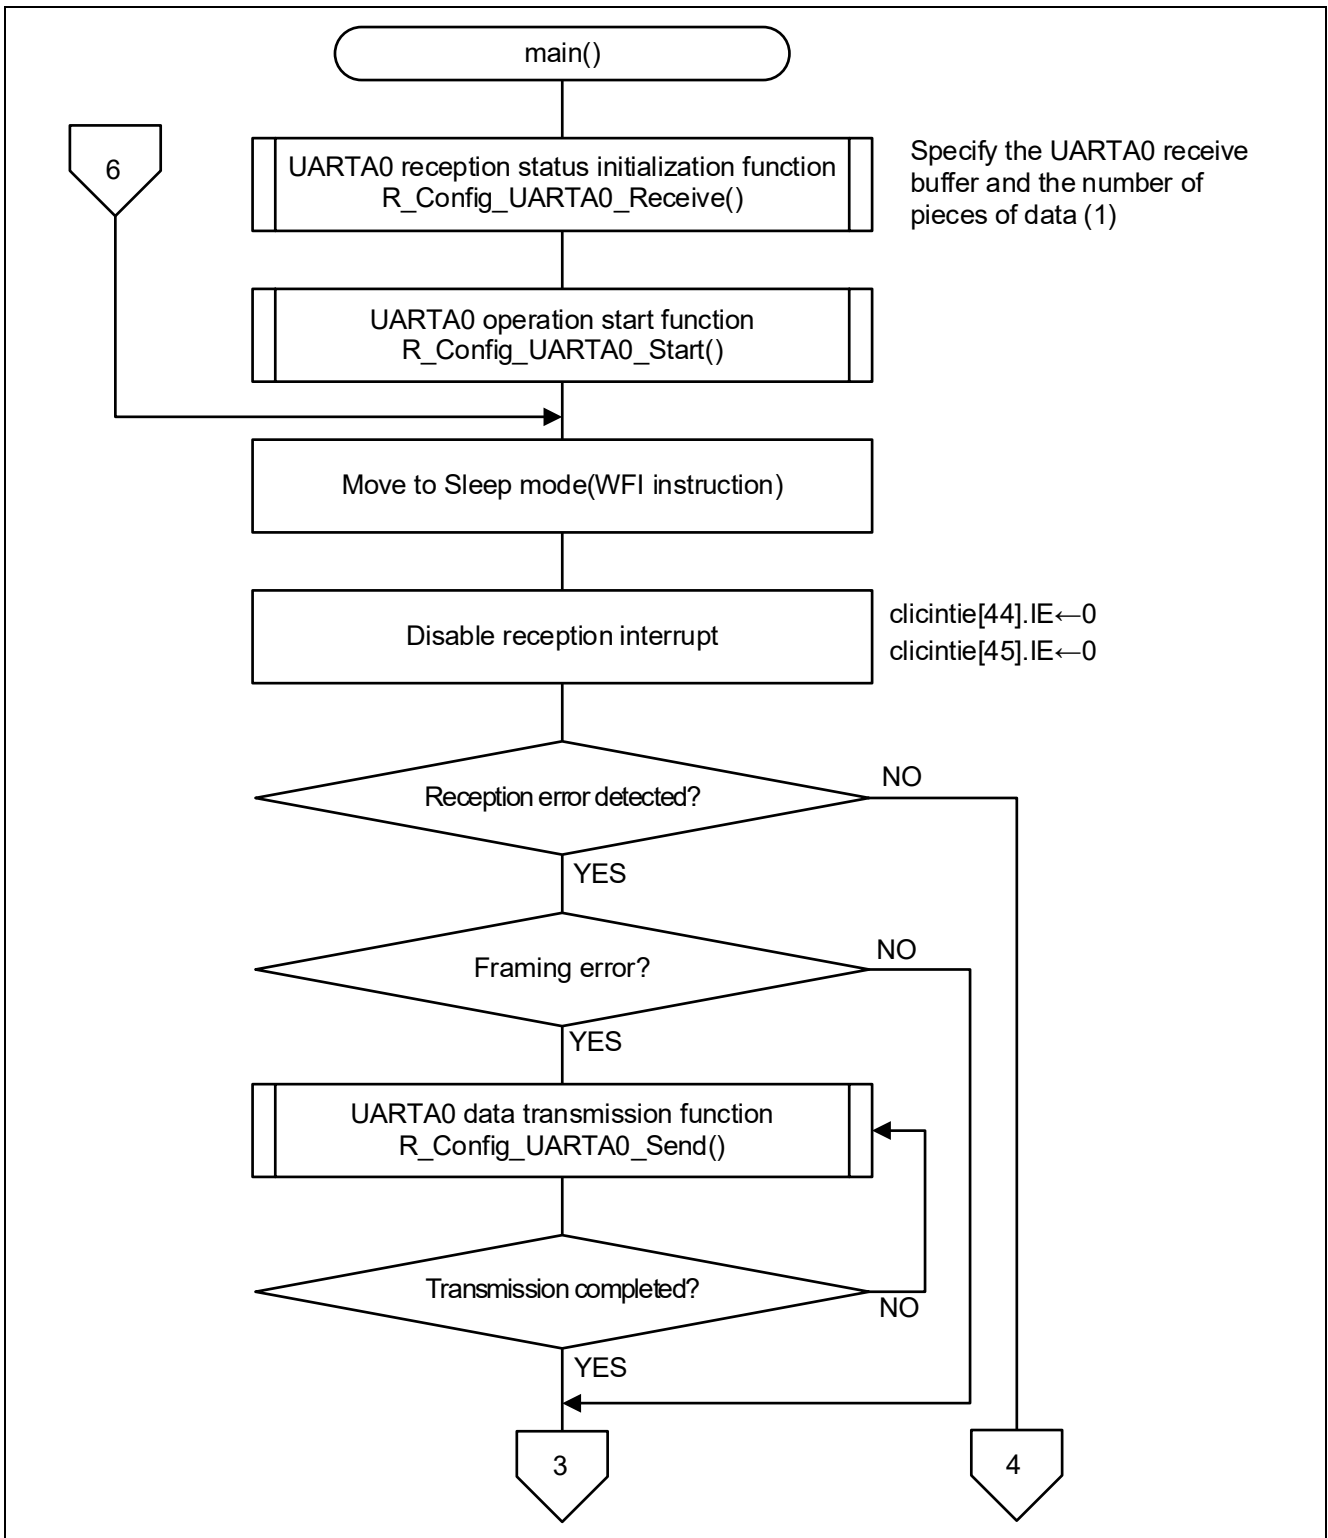 main()
6
UARTA0 reception status initialization function
R_Config_UARTA0_Receive()
Specify the UARTA0 receive
buffer and the number of
pieces of data (1)
UARTA0 operation start function
R_Config_UARTA0_Start()
Move to Sleep mode(WFI instruction)
Disable reception interrupt
clicintie[44].IE←0
clicintie[45].IE←0
Reception error detected?
NO
YES
Framing error?
NO
YES
UARTA0 data transmission function
R_Config_UARTA0_Send()
Transmission completed?
NO
YES
3
4